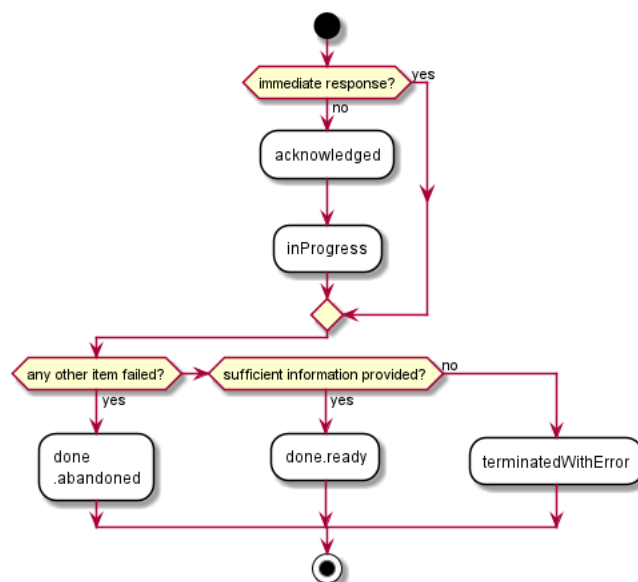 immediate response?
yes
no
acknowledged
inProgress
any other item failed?
sufficient information provided?
no
yes
yes
done
.abandoned
done.ready
terminatedWithError